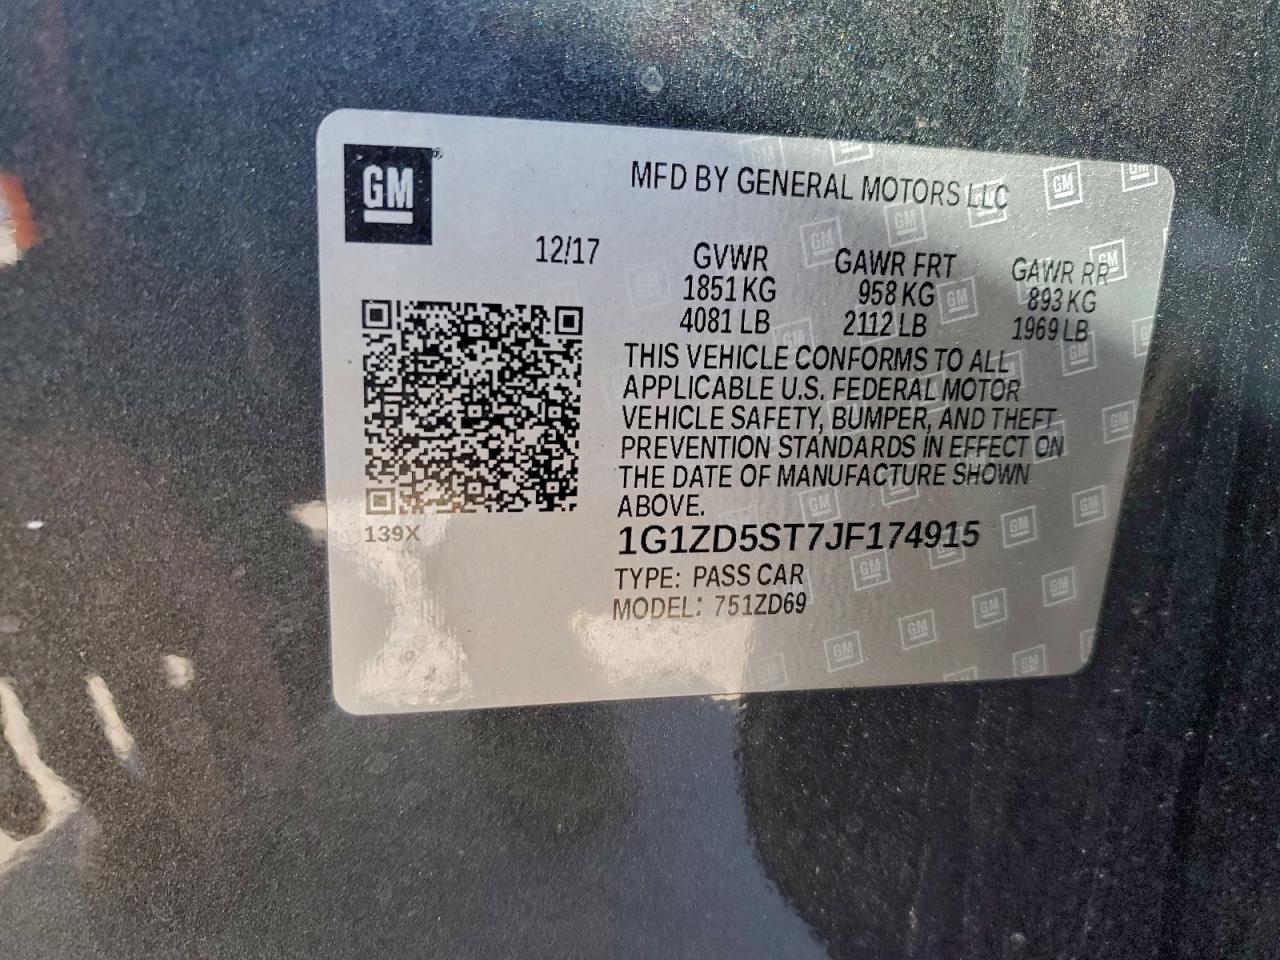 GM
MFD BY GENERAL MOTORS LLC
12/17
GVWR GAWR FRT GAWR RR
1851 KG 958 KG 893 KG
4081 LB 2112 LB 1969 LB
THIS VEHICLE CONFORMS TO ALL
APPLICABLE U.S. FEDERAL MOTOR
VEHICLE SAFETY, BUMPER, AND THEFT
PREVENTION STANDARDS IN EFFECT ON
THE DATE OF MANUFACTURE SHOWN
ABOVE.
139X
1G1ZD5ST7JF174915
TYPE: PASS CAR
MODEL: 751ZD69